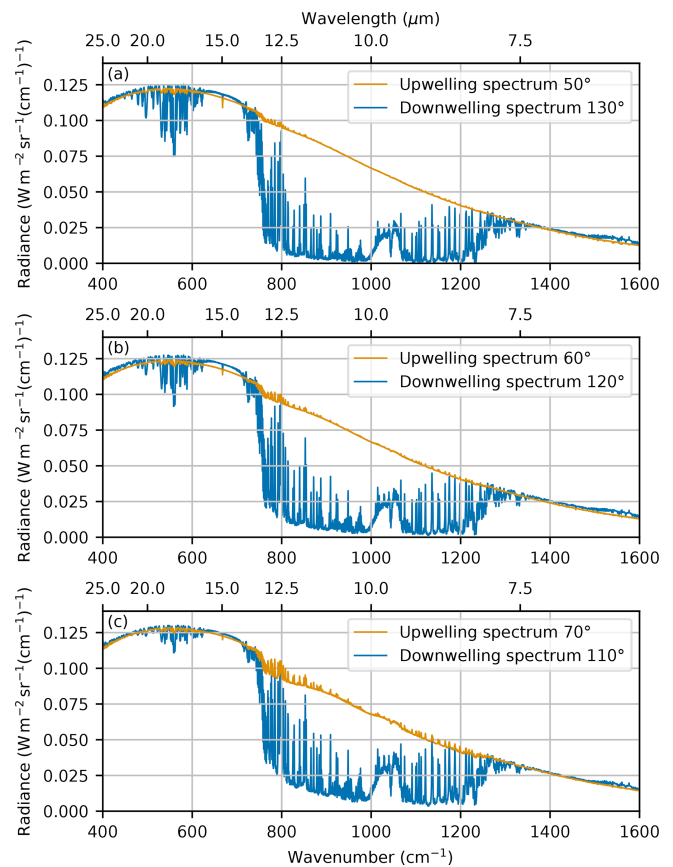 Wavelength (μm)
25.0 20.0 15.0 12.5 10.0 7.5
(a)
Upwelling spectrum 50°
Downwelling spectrum 130°
Radiance (W m⁻² sr⁻¹(cm⁻¹)⁻¹)
0.125
0.100
0.075
0.050
0.025
0.000
400 600 800 1000 1200 1400 1600
25.0 20.0 15.0 12.5 10.0 7.5
(b)
Upwelling spectrum 60°
Downwelling spectrum 120°
Radiance (W m⁻² sr⁻¹(cm⁻¹)⁻¹)
0.125
0.100
0.075
0.050
0.025
0.000
400 600 800 1000 1200 1400 1600
25.0 20.0 15.0 12.5 10.0 7.5
(c)
Upwelling spectrum 70°
Downwelling spectrum 110°
Radiance (W m⁻² sr⁻¹(cm⁻¹)⁻¹)
0.125
0.100
0.075
0.050
0.025
0.000
400 600 800 1000 1200 1400 1600
Wavenumber (cm⁻¹)